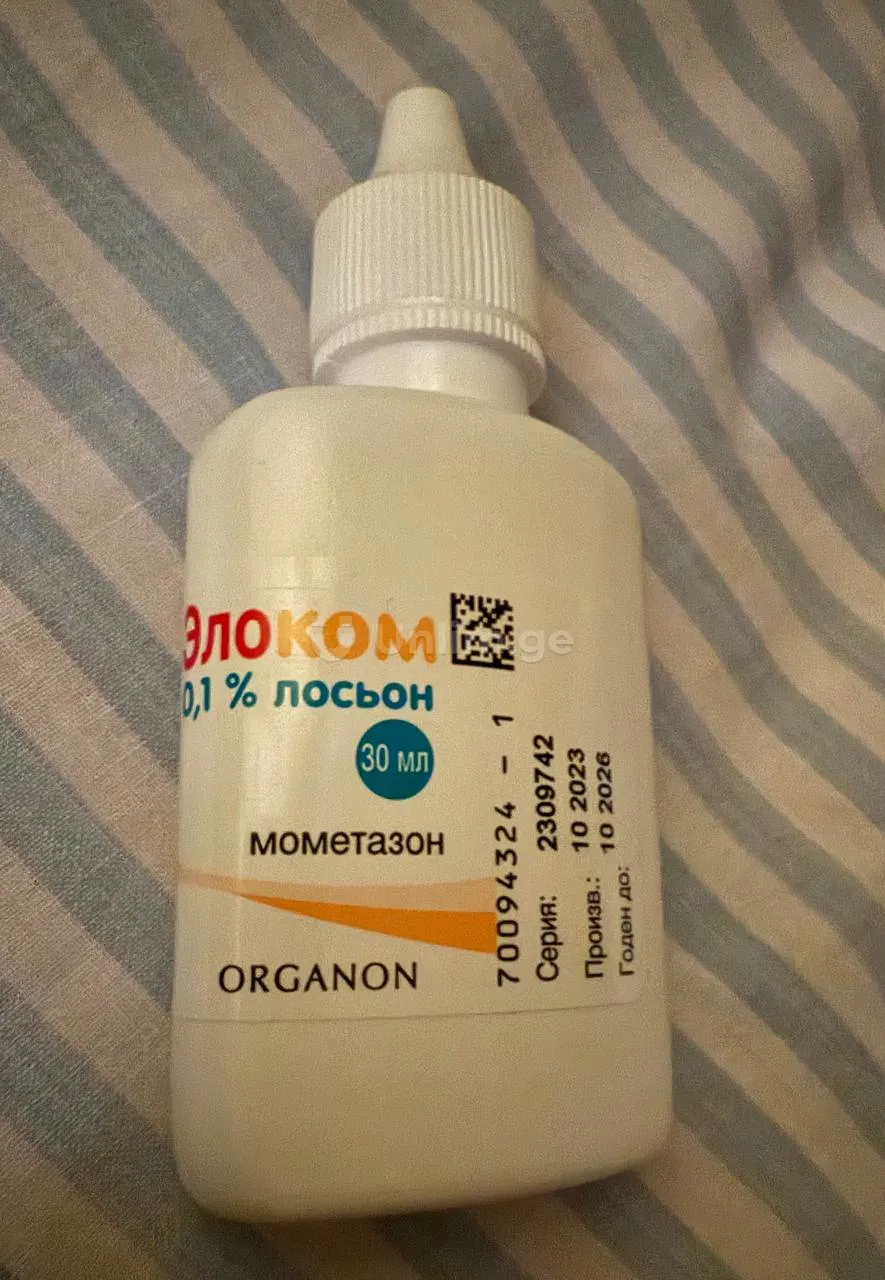 Элоком
0,1 % лосьон
30 мл
мометазон
ORGANON
70094324 - 1
Серия: 2309742
Произв.: 10 2023
Годен до: 10 2026